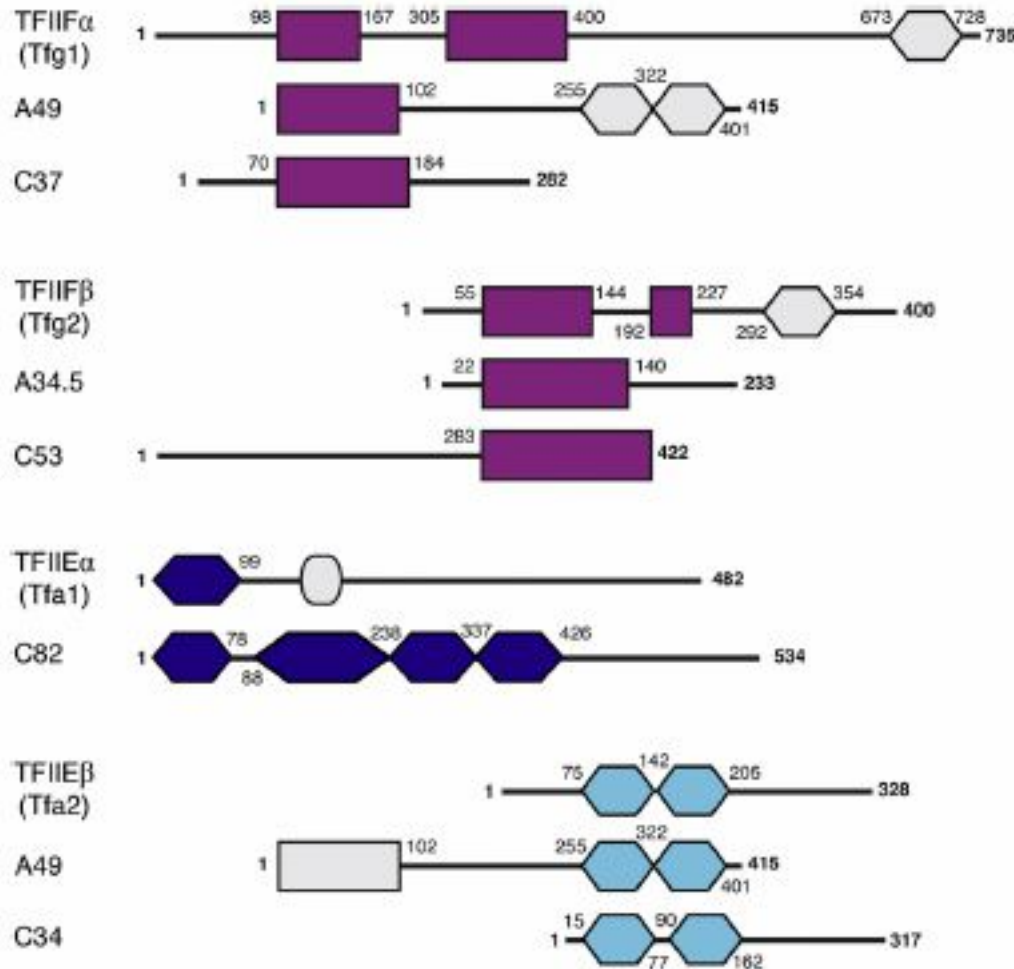 TFIIFα 98 167 305 400 673 728
(Tfg1) 1 735
A49 1 102 255 322 401 415
C37 1 70 184 282
TFIIFβ 55 144 227 354
(Tfg2) 1 192 292 400
A34.5 1 22 140 233
C53 1 283 422
TFIIEα 1 99 482
(Tfa1)
C82 1 78 88 238 337 426 534
TFIIEβ 1 75 142 205 328
(Tfa2)
A49 1 102 255 322 401 415
C34 1 15 77 90 162 317